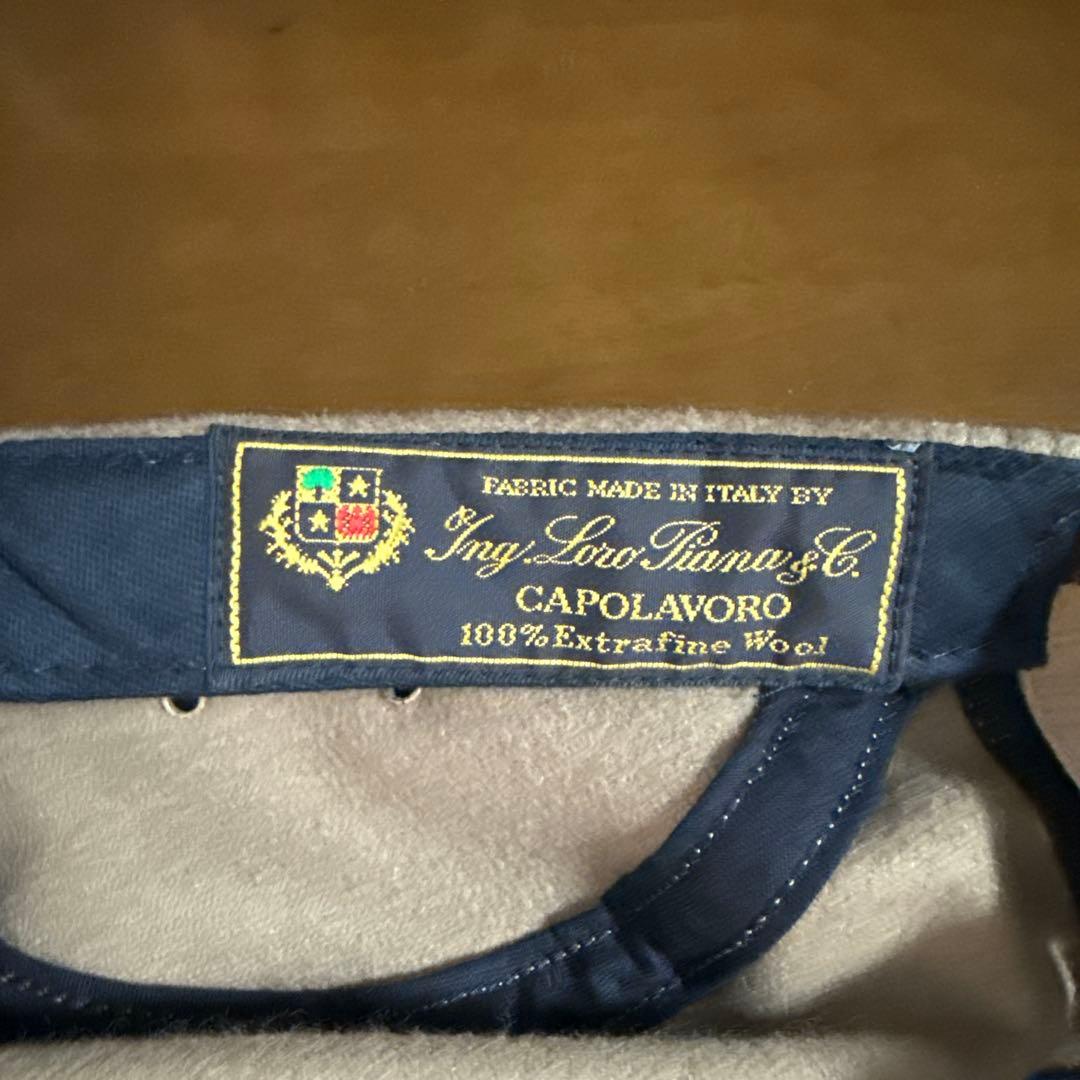 FABRIC MADE IN ITALY BY
Ing. Loro Piana & C.
CAPOLAVORO
100% Extrafine Wool